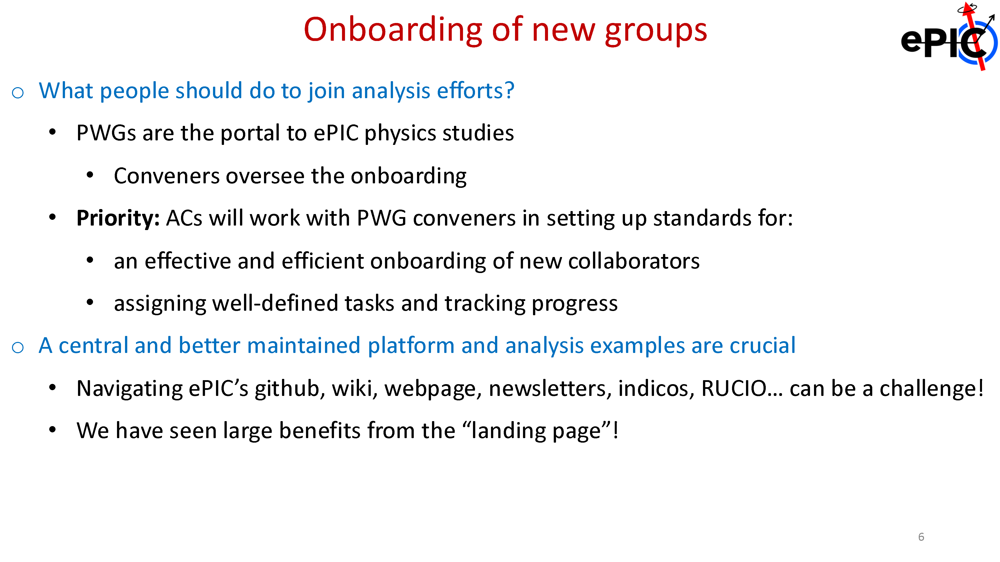 Onboarding of new groups
ePIC
o What people should do to join analysis efforts?
• PWGs are the portal to ePIC physics studies
• Conveners oversee the onboarding
• Priority: ACs will work with PWG conveners in setting up standards for:
• an effective and efficient onboarding of new collaborators
• assigning well-defined tasks and tracking progress
o A central and better maintained platform and analysis examples are crucial
• Navigating ePIC’s github, wiki, webpage, newsletters, indicos, RUCIO… can be a challenge!
• We have seen large benefits from the “landing page”!
6